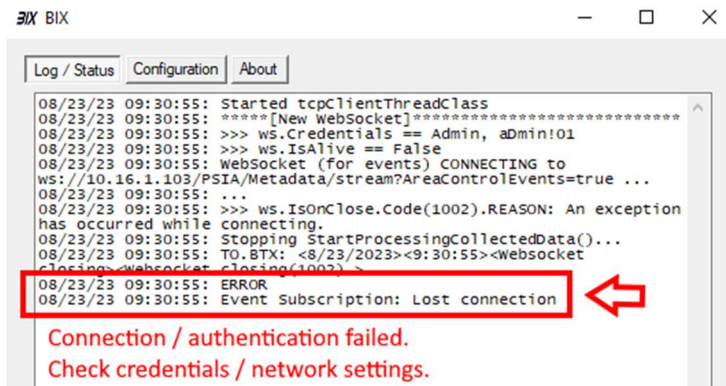 BIX BIX
Log / Status Configuration About
08/23/23 09:30:55: Started tcpClientThreadClass
08/23/23 09:30:55: *****[New WebSocket]*****************************
08/23/23 09:30:55: >>> ws.Credentials == Admin, aDmin!01
08/23/23 09:30:55: >>> ws.IsAlive == False
08/23/23 09:30:55: WebSocket (for events) CONNECTING to
ws://10.16.1.103/PSIA/Metadata/stream?AreaControlEvents=true ...
08/23/23 09:30:55: ...
08/23/23 09:30:55: >>> ws.IsOnClose.Code(1002).REASON: An exception
has occurred while connecting.
08/23/23 09:30:55: Stopping StartProcessingCollectedData()...
08/23/23 09:30:55: TO.BTX: <8/23/2023><9:30:55><Websocket
closing><Websocket closing(1002) >
08/23/23 09:30:55: ERROR
08/23/23 09:30:55: Event Subscription: Lost connection
Connection / authentication failed.
Check credentials / network settings.